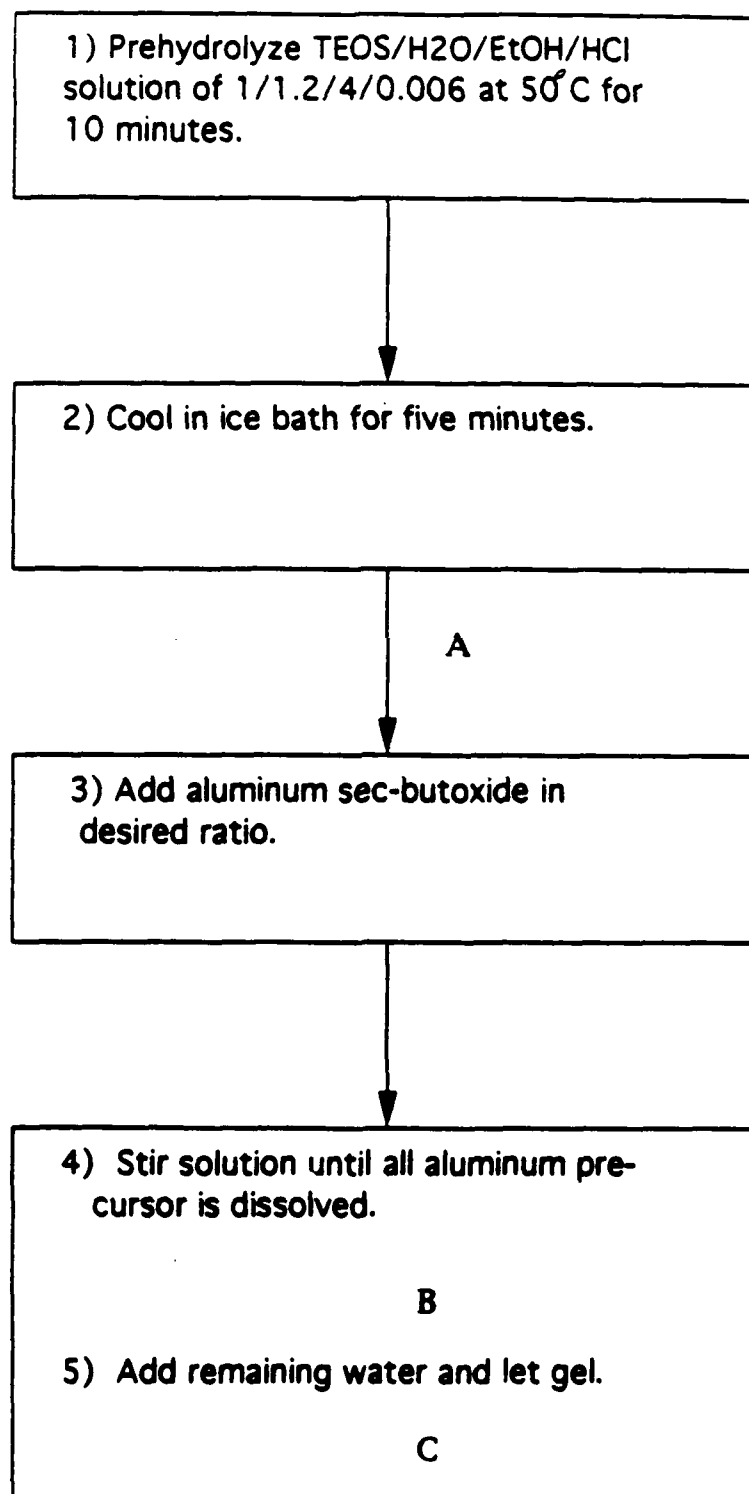 1) Prehydrolyze TEOS/H2O/EtOH/HCl
solution of 1/1.2/4/0.006 at 50°C for
10 minutes.
2) Cool in ice bath for five minutes.
A
3) Add aluminum sec-butoxide in
desired ratio.
4) Stir solution until all aluminum pre-
cursor is dissolved.
B
5) Add remaining water and let gel.
C